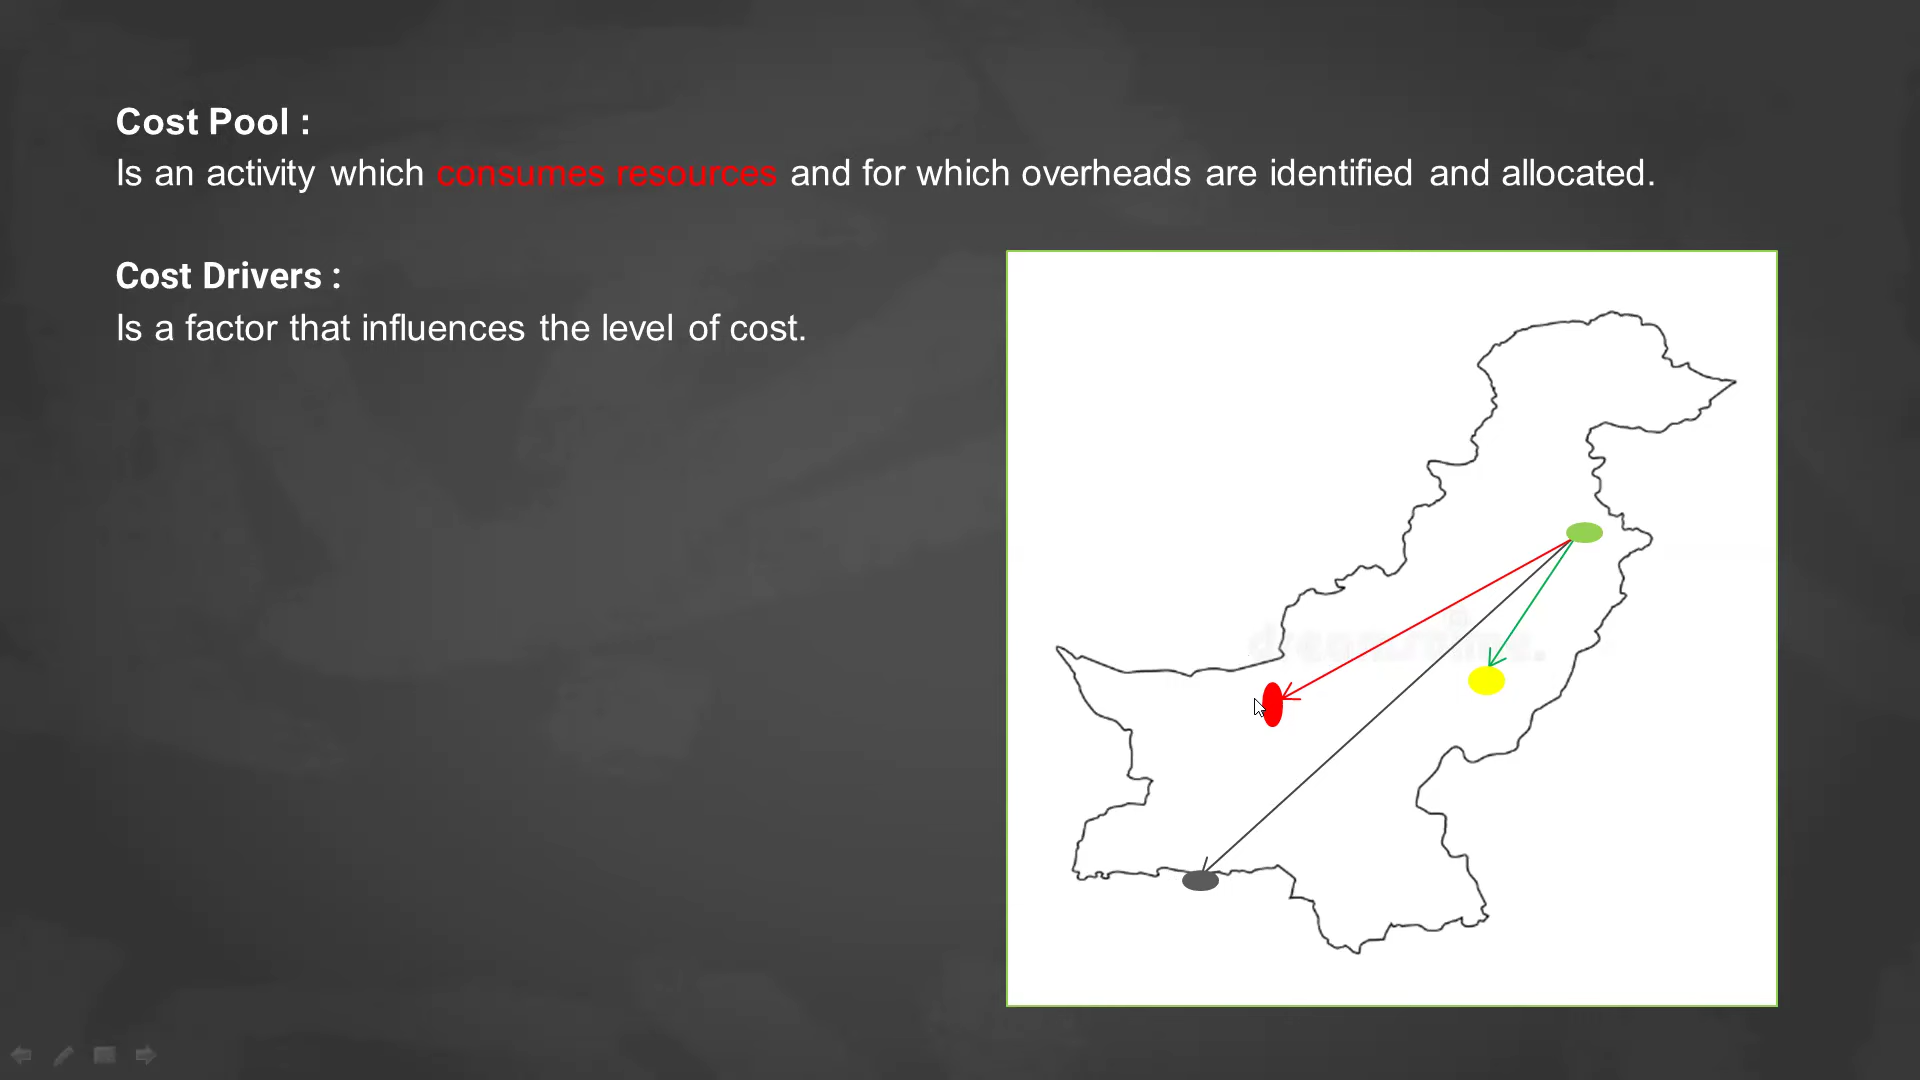 Cost Pool :
Is an activity which consumes resources and for which overheads are identified and allocated.
Cost Drivers :
Is a factor that influences the level of cost.